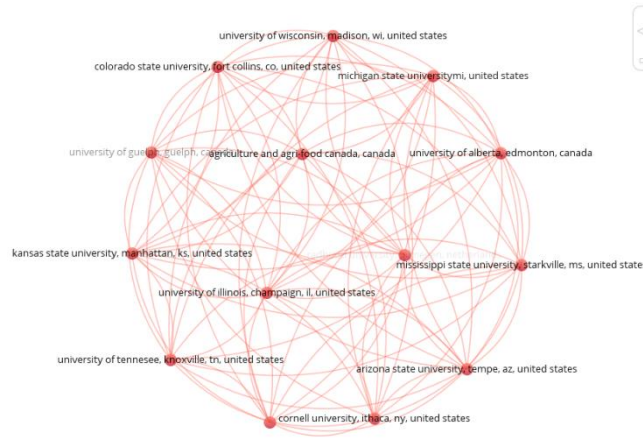 university of wisconsin, madison, wi, united states
colorado state university, fort collins, co, united states
michigan state universitymi, united states
university of guelph, guelph, canada
agriculture and agri-food canada, canada
university of alberta, edmonton, canada
kansas state university, manhattan, ks, united states
mississippi state university, starkville, ms, united state
university of illinois, champaign, il, united states
university of tennesee, knoxville, tn, united states
arizona state university, tempe, az, united states
cornell university, ithaca, ny, united states